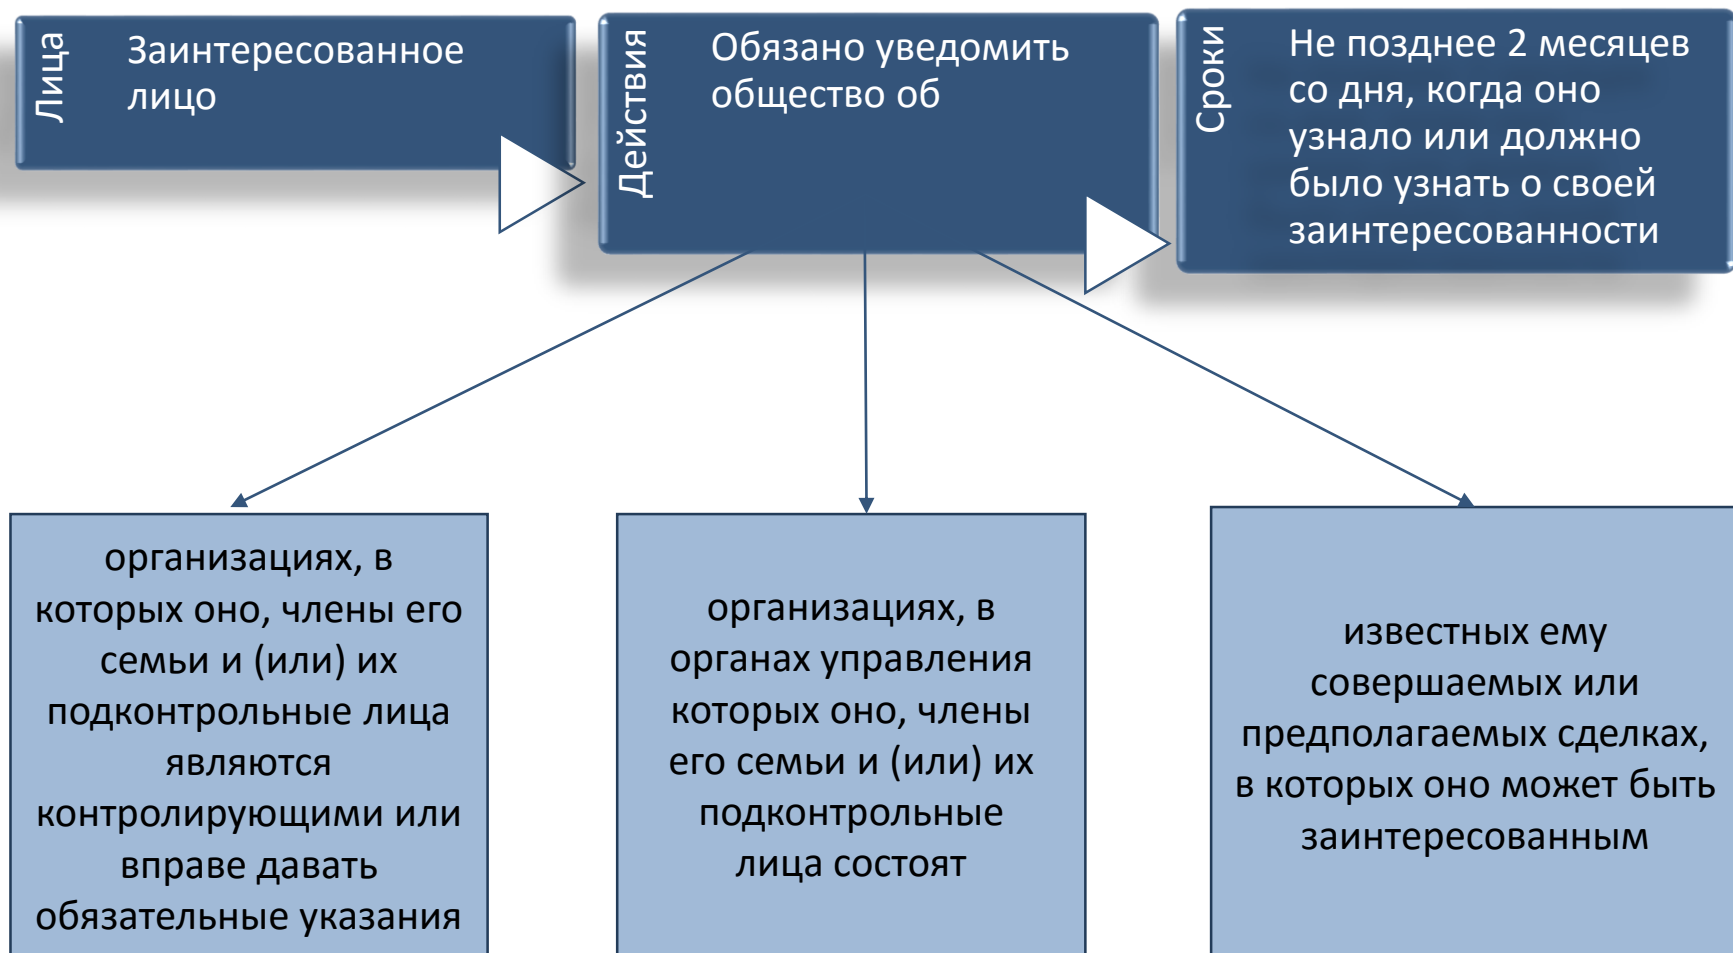 Лица
Заинтересованное
лицо
Действия
Обязано уведомить
общество об
Сроки
Не позднее 2 месяцев
со дня, когда оно
узнало или должно
было узнать о своей
заинтересованности
организациях, в
которых оно, члены его
семьи и (или) их
подконтрольные лица
являются
контролирующими или
вправе давать
обязательные указания
организациях, в
органах управления
которых оно, члены
его семьи и (или) их
подконтрольные
лица состоят
известных ему
совершаемых или
предполагаемых сделках,
в которых оно может быть
заинтересованным